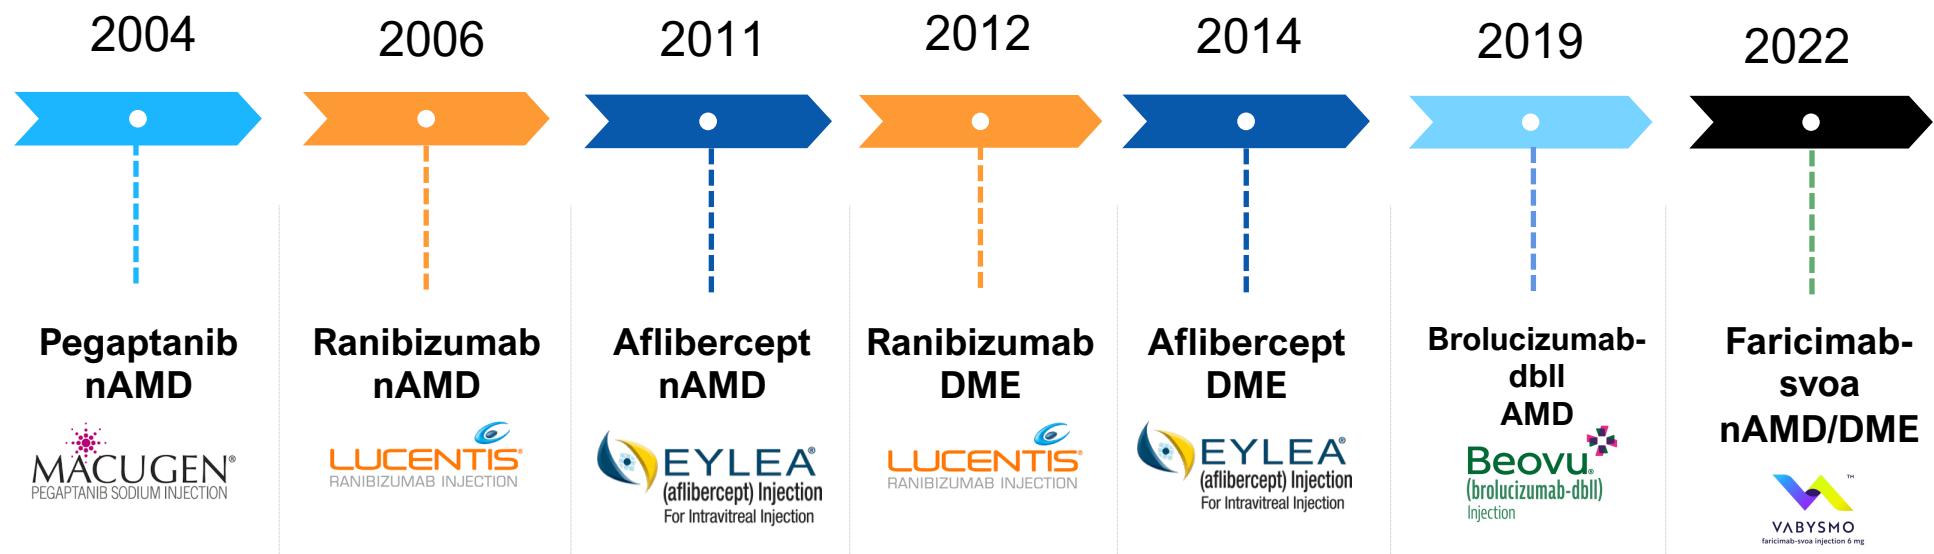 2004
2006
2011
2012
2014
2019
2022
Pegaptanib
nAMD
MACUGEN®
PEGAPTANIB SODIUM INJECTION
Ranibizumab
nAMD
LUCENTIS®
RANIBIZUMAB INJECTION
Aflibercept
nAMD
EYLEA®
(aflibercept) Injection
For Intravitreal Injection
Ranibizumab
DME
LUCENTIS®
RANIBIZUMAB INJECTION
Aflibercept
DME
EYLEA®
(aflibercept) Injection
For Intravitreal Injection
Brolucizumab-
dbll
AMD
Beovu®
(brolucizumab-dbll)
Injection
Faricimab-
svoa
nAMD/DME
™
VABYSMO
faricimab-svoa injection 6 mg